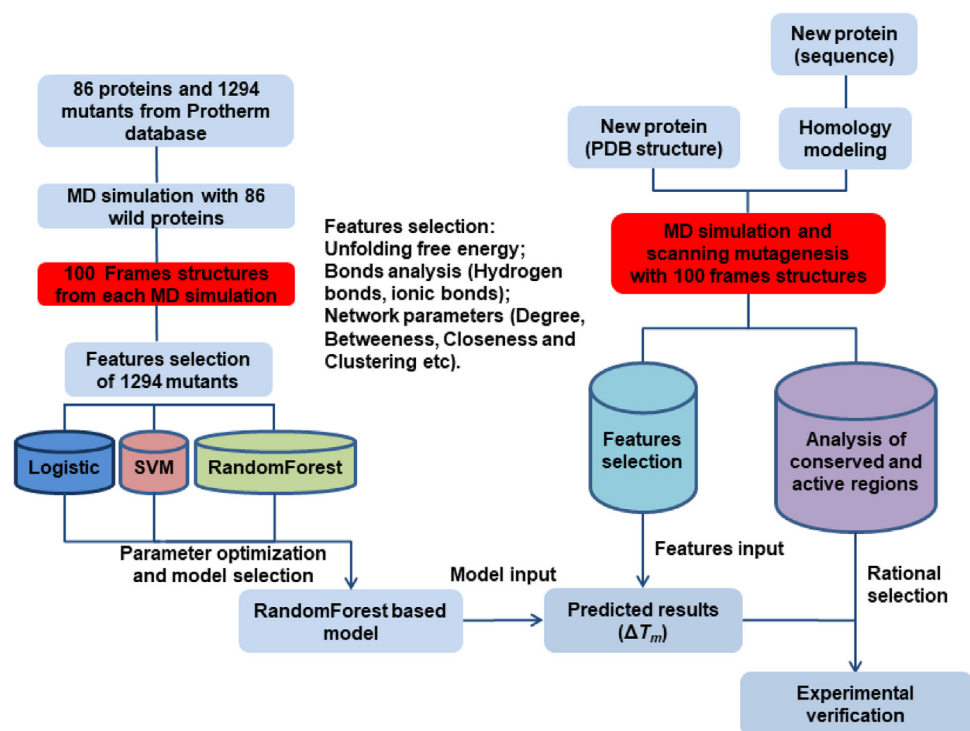 86 proteins and 1294
mutants from Protherm
database
MD simulation with 86
wild proteins
100 Frames structures
from each MD simulation
Features selection
of 1294 mutants
Logistic
SVM
RandomForest
Parameter optimization
and model selection
RandomForest based
model
Model input
Features selection:
Unfolding free energy;
Bonds analysis (Hydrogen
bonds, ionic bonds);
Network parameters (Degree,
Betweeness, Closeness and
Clustering etc).
New protein
(sequence)
New protein
(PDB structure)
Homology
modeling
MD simulation and
scanning mutagenesis
with 100 frames structures
Features
selection
Analysis of
conserved and
active regions
Features input
Rational
selection
Predicted results
(ΔTm)
Experimental
verification